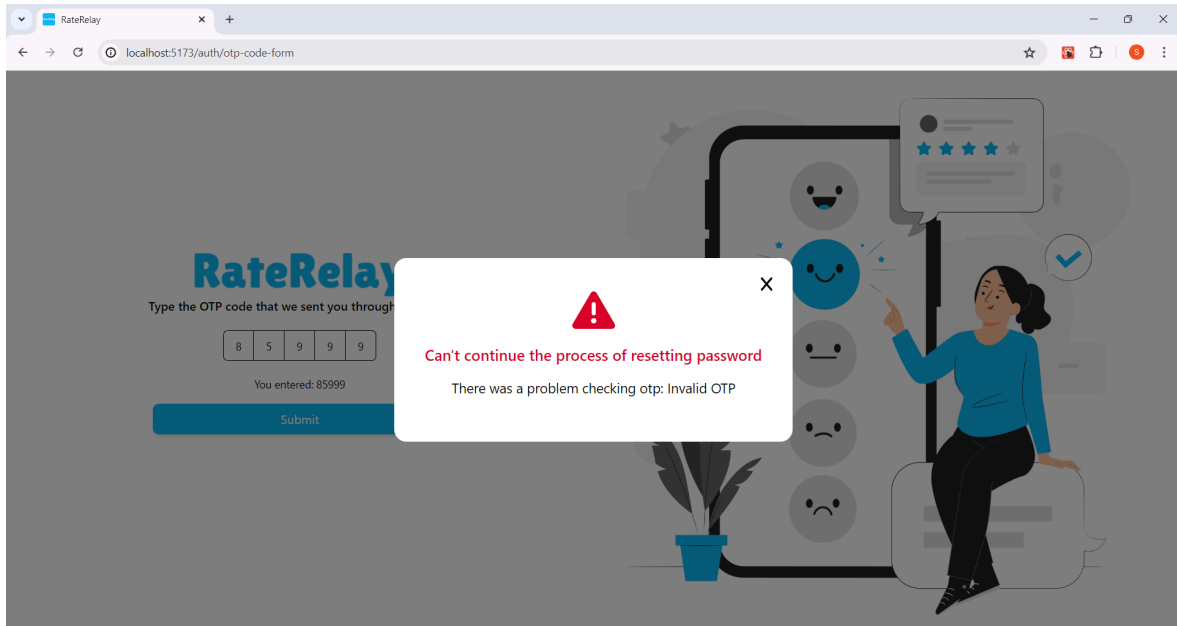 RateRelay
localhost:5173/auth/otp-code-form
S
RateRelay
Type the OTP code that we sent you through
8 5 9 9 9
You entered: 85999
Submit
Can't continue the process of resetting password
There was a problem checking otp: Invalid OTP